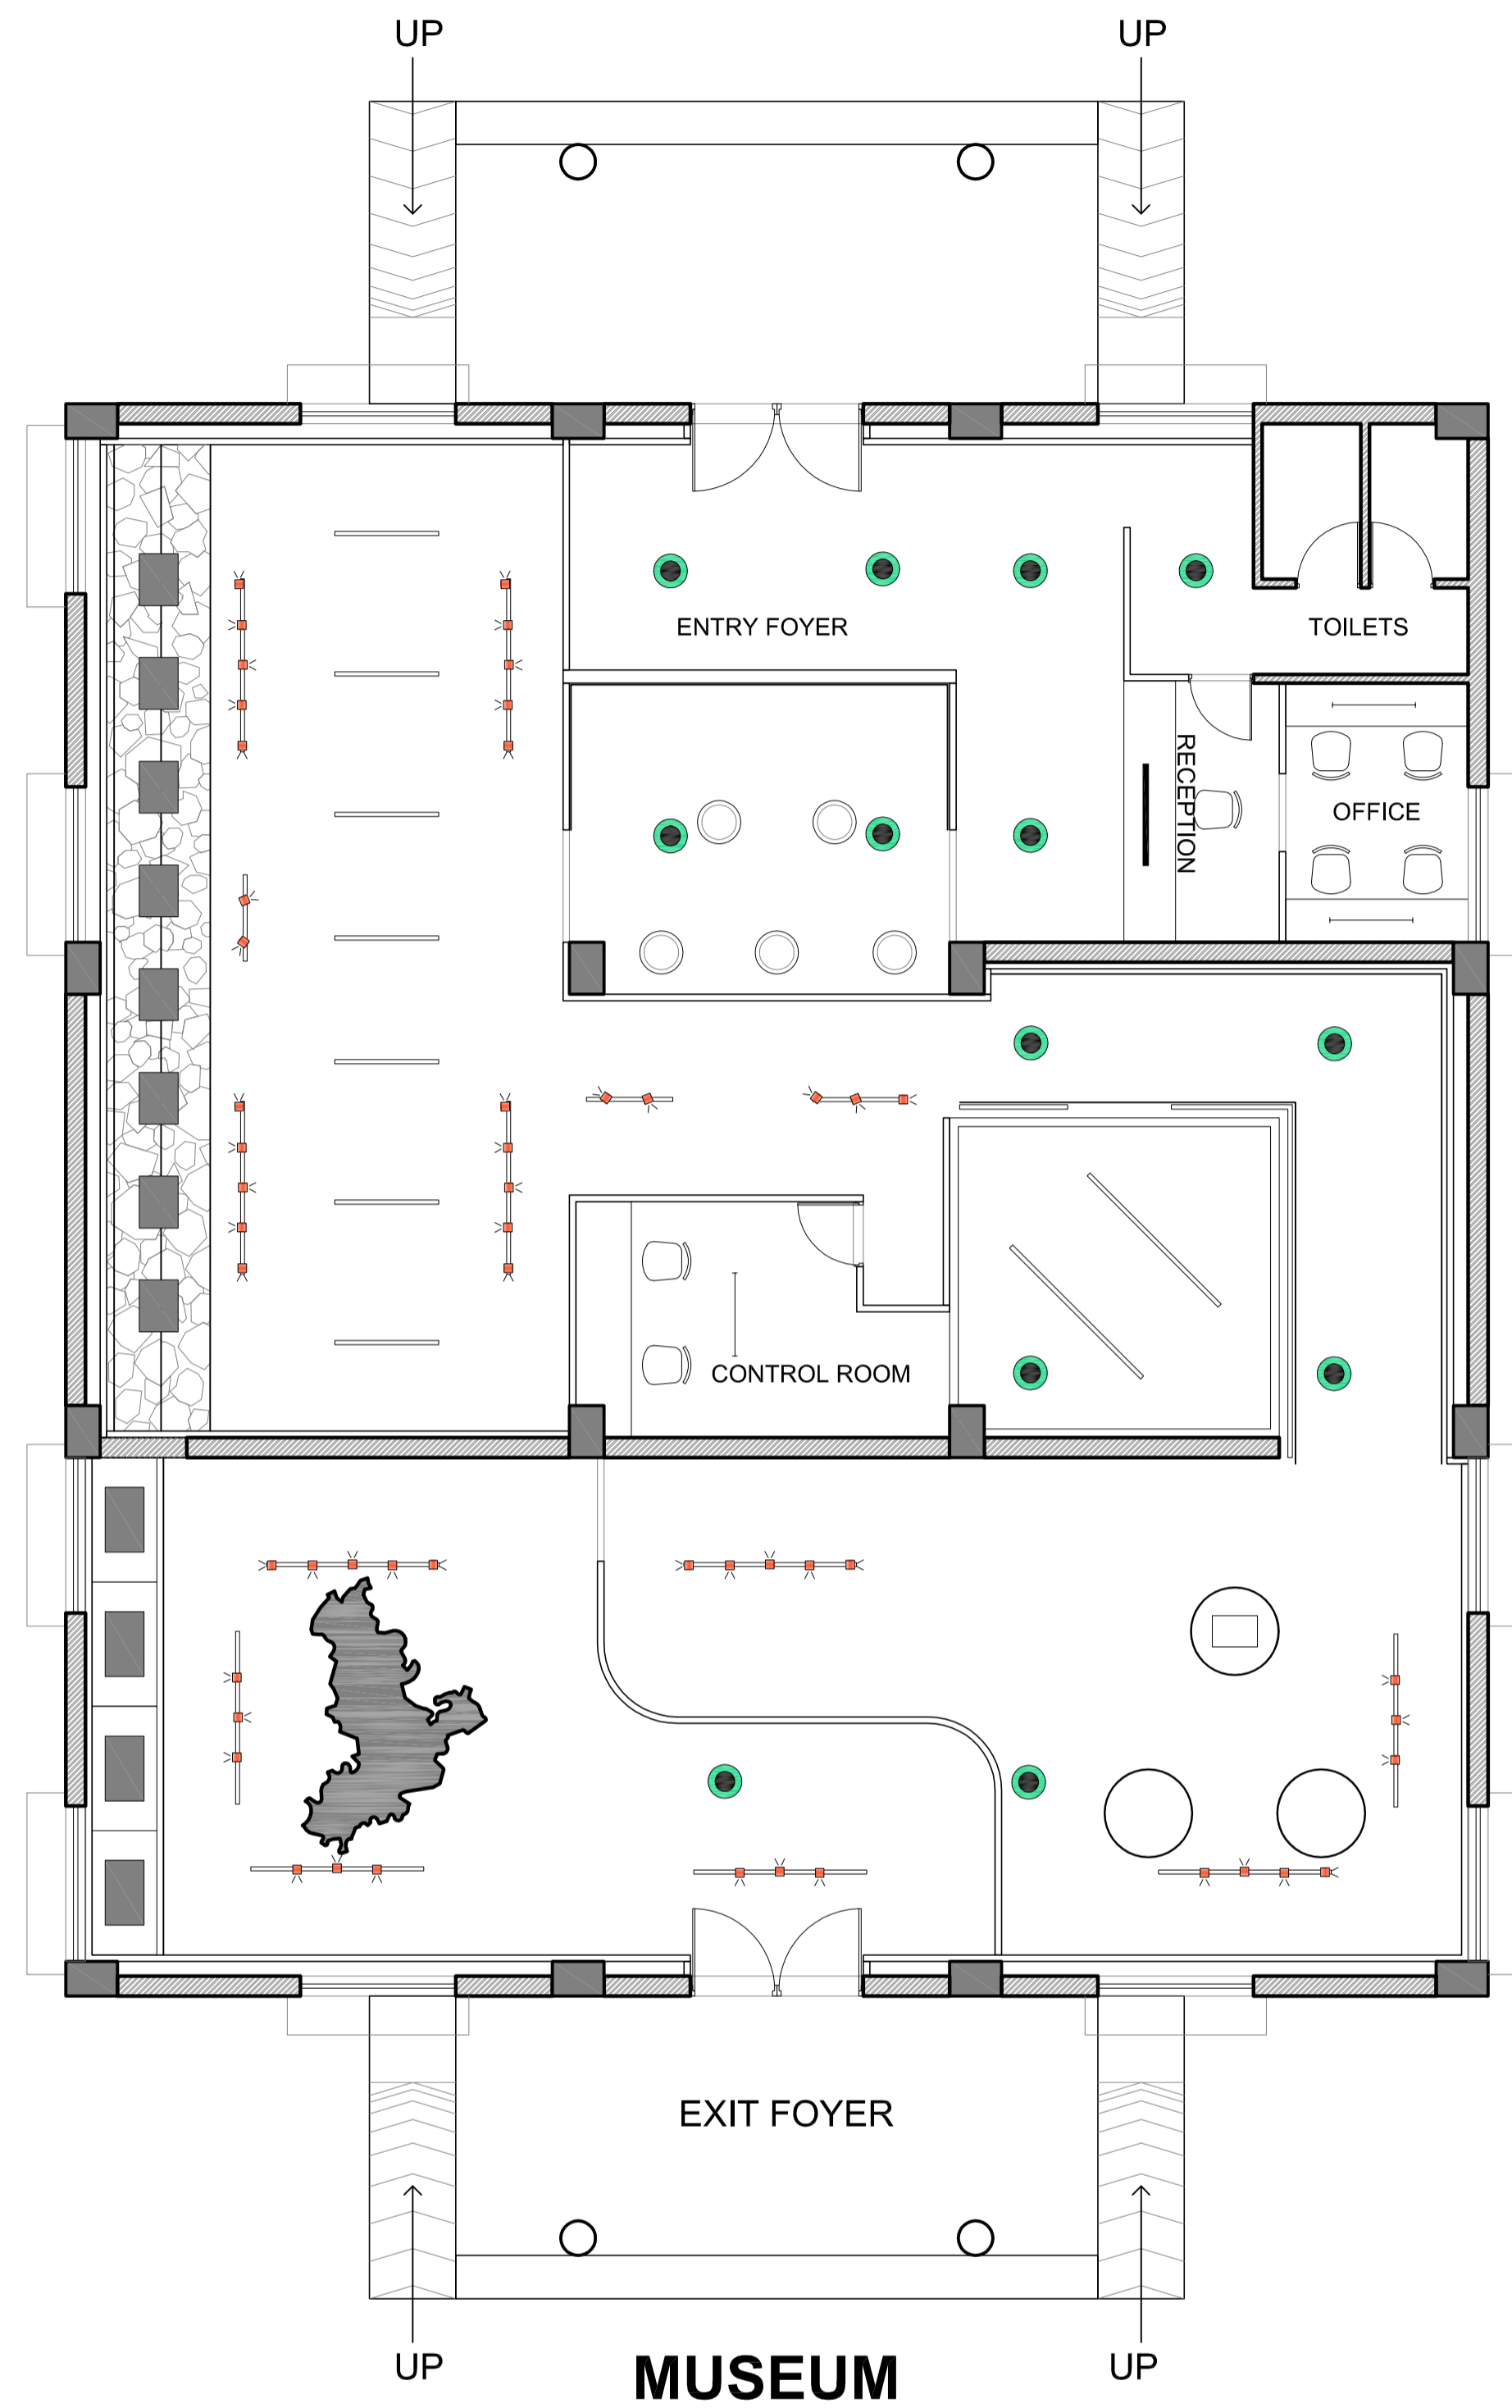 UP
UP
ENTRY FOYER
TOILETS
RECEPTION
OFFICE
CONTROL ROOM
EXIT FOYER
UP
UP
MUSEUM